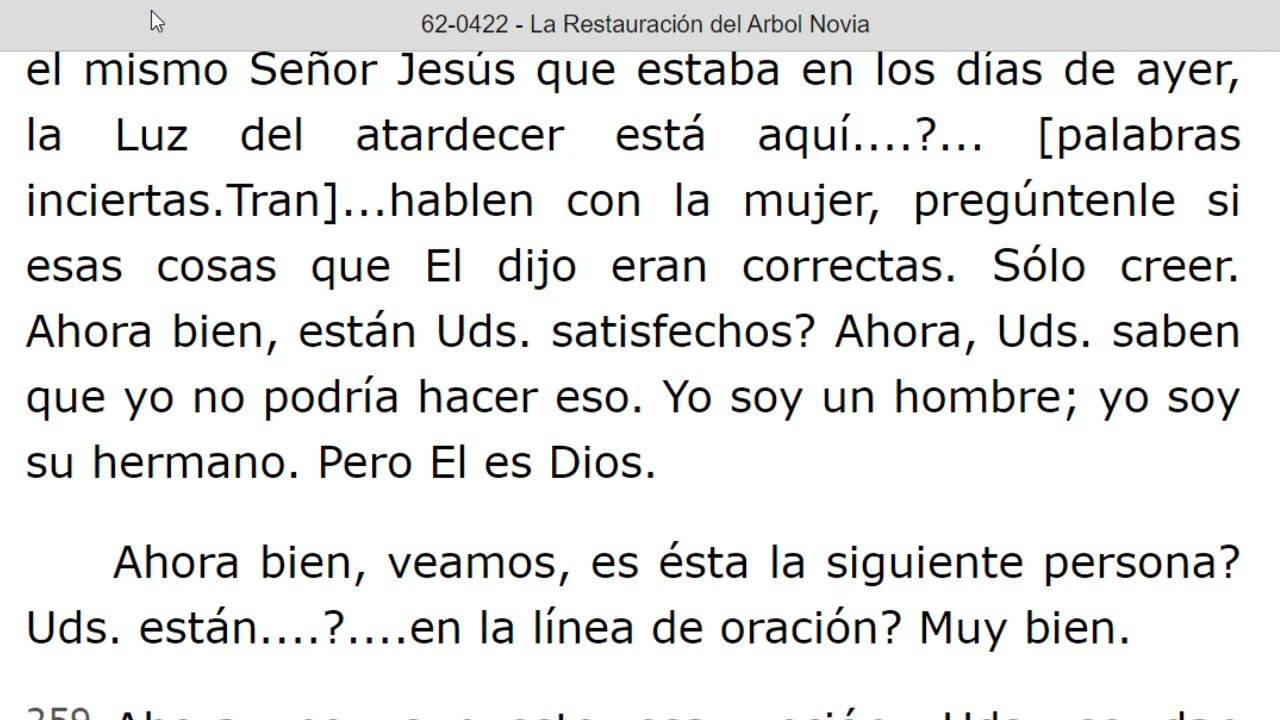 62-0422 - La Restauración del Arbol Novia
el mismo Señor Jesús que estaba en los días de ayer,
la Luz del atardecer está aquí....?... [palabras
inciertas.Tran]...hablen con la mujer, pregúntenle si
esas cosas que El dijo eran correctas. Sólo creer.
Ahora bien, están Uds. satisfechos? Ahora, Uds. saben
que yo no podría hacer eso. Yo soy un hombre; yo soy
su hermano. Pero El es Dios.
Ahora bien, veamos, es ésta la siguiente persona?
Uds. están....?....en la línea de oración? Muy bien.
259